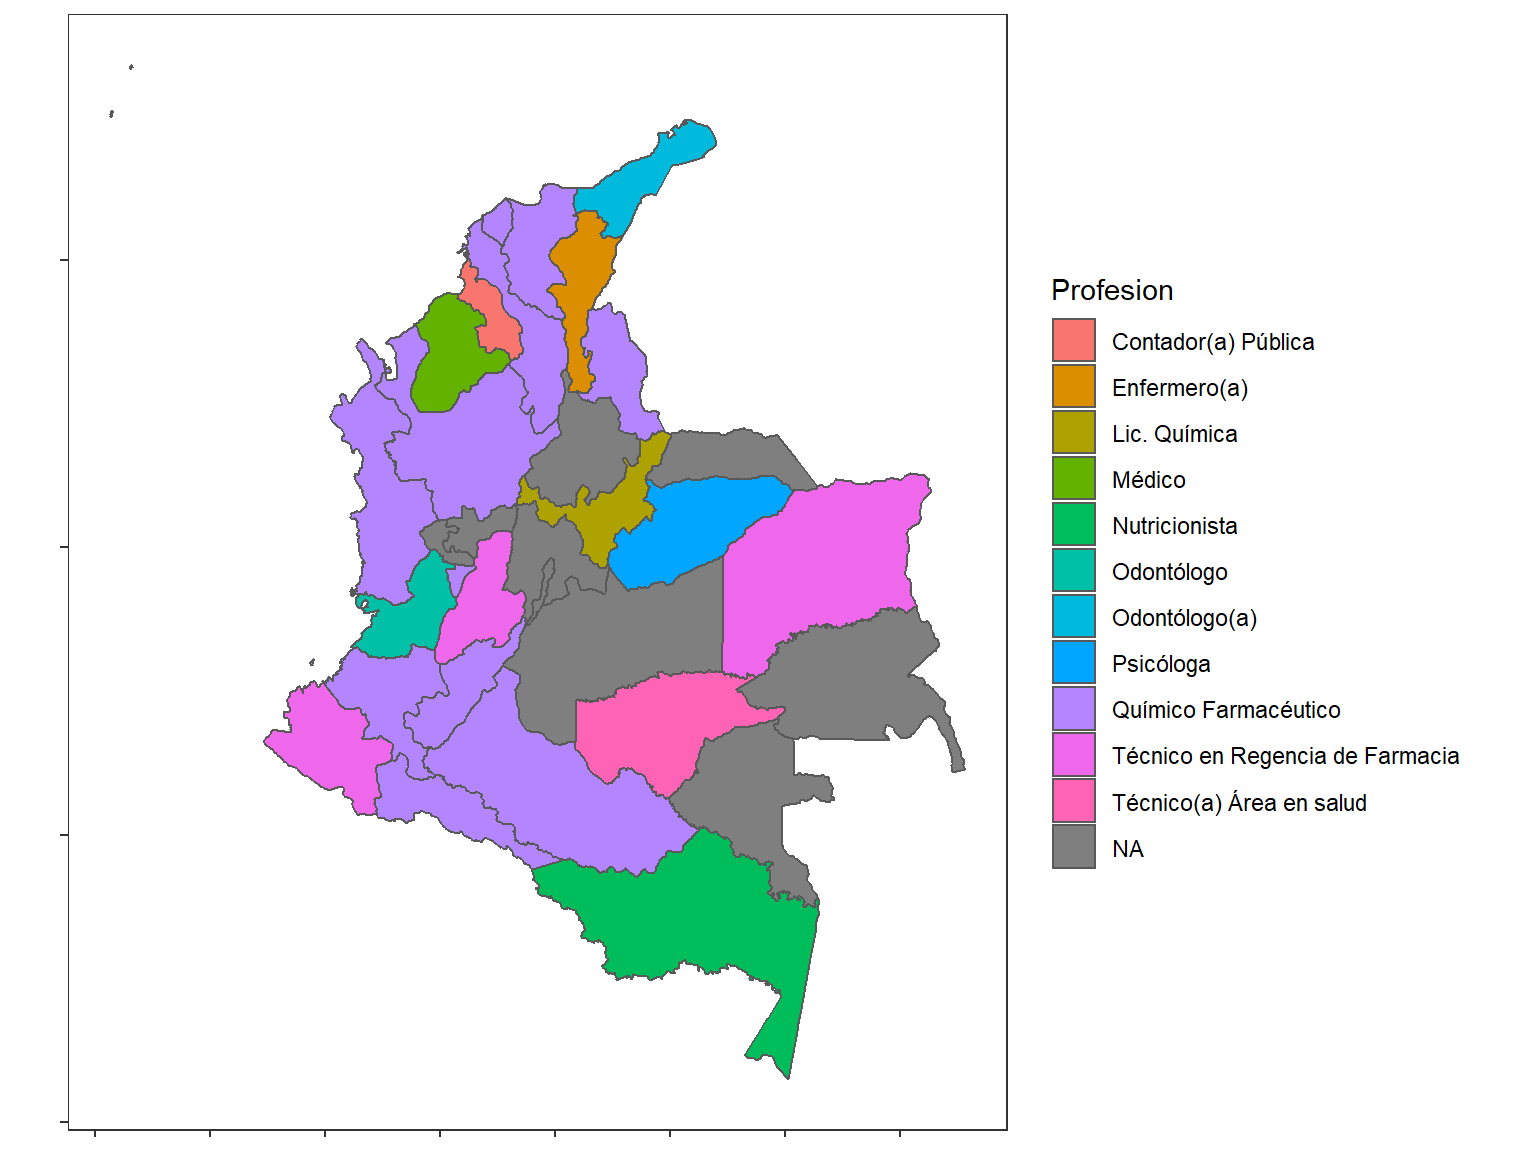 Profesion
Contador(a) Pública
Enfermero(a)
Lic. Química
Médico
Nutricionista
Odontólogo
Odontólogo(a)
Psicóloga
Químico Farmacéutico
Técnico en Regencia de Farmacia
Técnico(a) Área en salud
NA